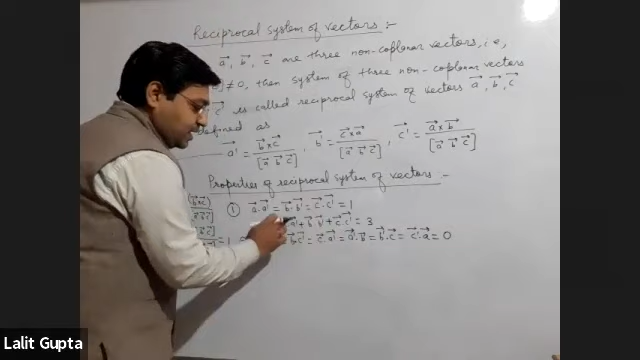 Reciprocal system of vectors :-
a⃗, b⃗, c⃗ are three non-coplanar vectors, i.e,
] ≠ 0, then system of three non-coplanar vectors
c⃗' is called reciprocal system of vectors a⃗, b⃗, c⃗
defined as
a⃗' = b⃗×c⃗/[a⃗ b⃗ c⃗], b⃗' = c⃗×a⃗/[a⃗ b⃗ c⃗], c⃗' = a⃗×b⃗/[a⃗ b⃗ c⃗]
Properties of reciprocal system of vectors :-
① a⃗·a⃗' = b⃗·b⃗' = c⃗·c⃗' = 1
a⃗' + b⃗·b⃗' + c⃗·c⃗' = 3
= 1
b⃗·c⃗' = c⃗·a⃗' = a⃗'·b⃗ = b⃗'·c⃗ = c⃗'·a⃗ = 0
Lalit Gupta